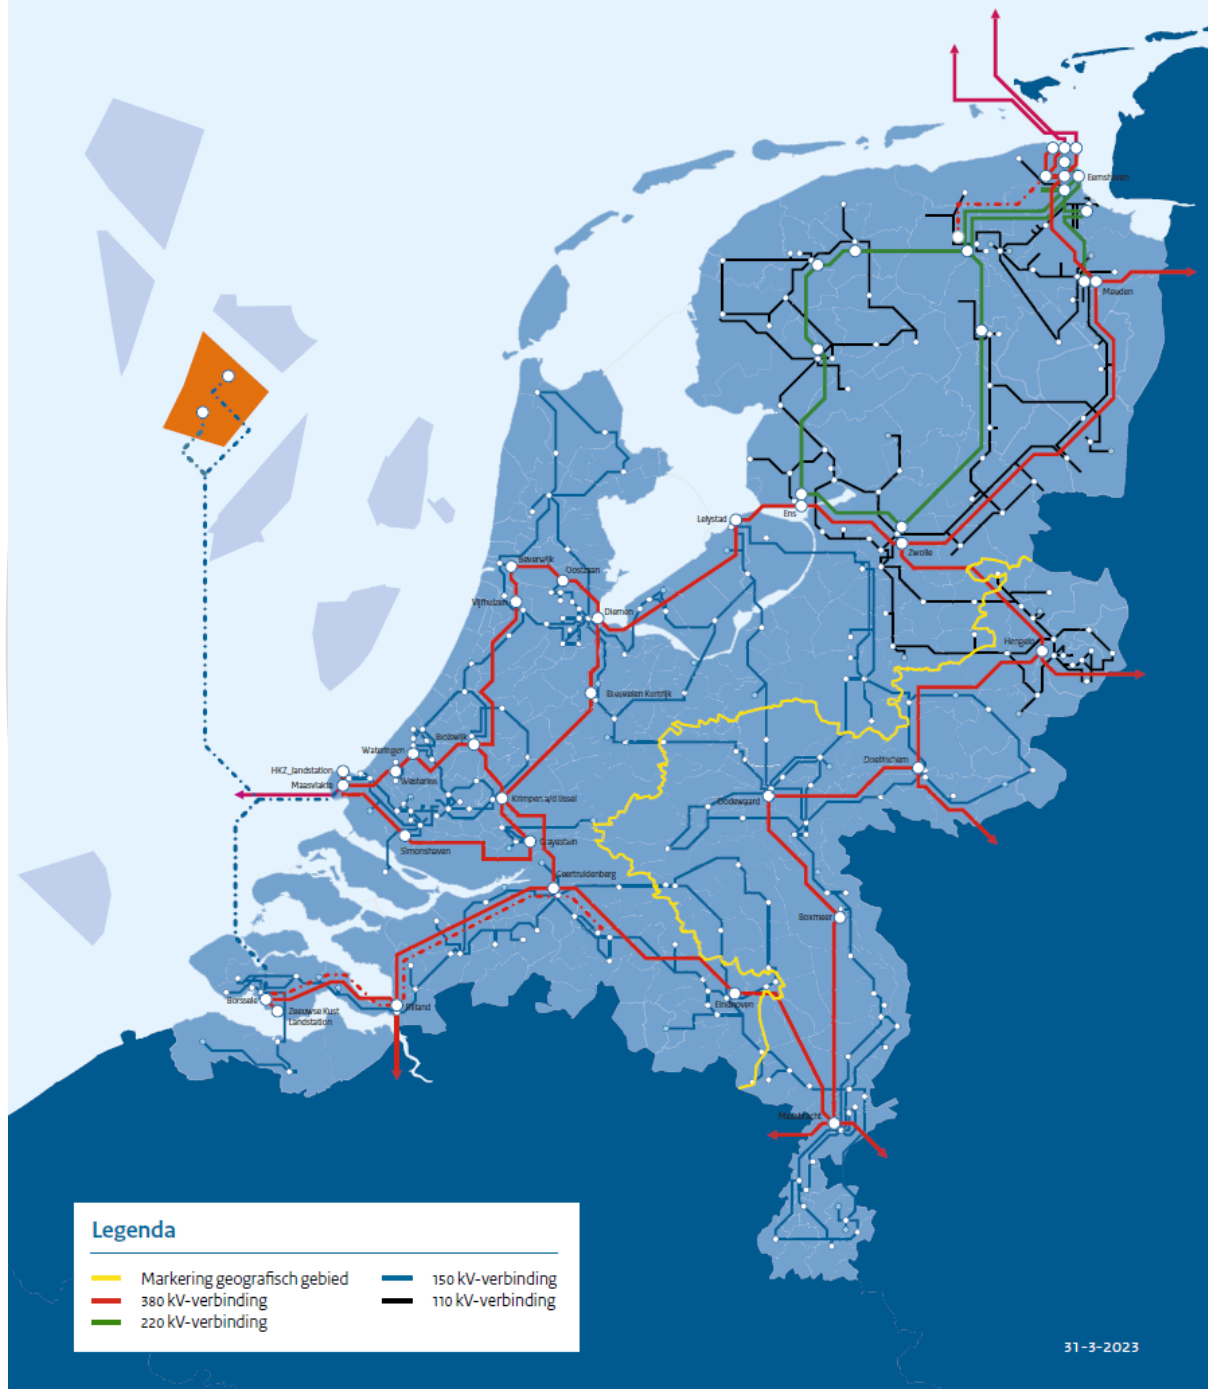 Eemshaven
Meeden
Ens
Lelystad
Zwolle
Beverwijk
Oostzaan
Vijfhuizen
Diemen
Hengelo
Breukelen Kortrijk
Bleiswijk
Wateringen
HKZ_landstation
Westerlee
Maasvlakte
Doetinchem
Krimpen a/d IJssel
Dodewaard
Crayestein
Simonshaven
Geertruidenberg
Boxmeer
Borssele
Rilland
Eindhoven
Zeeuwse Kust
Landstation
Maasbracht
Legenda
Markering geografisch gebied
150 kV-verbinding
380 kV-verbinding
110 kV-verbinding
220 kV-verbinding
31-3-2023